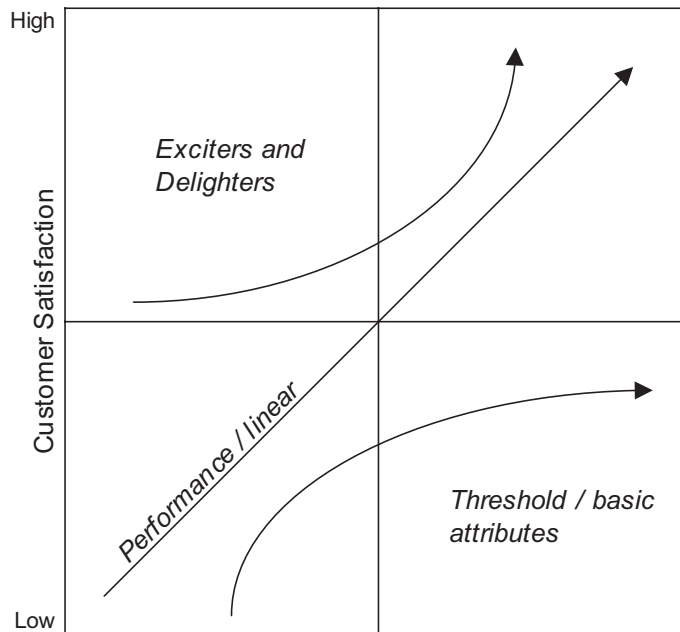 High
Exciters and
Delighters
Customer Satisfaction
Performance / linear
Threshold / basic
attributes
Low